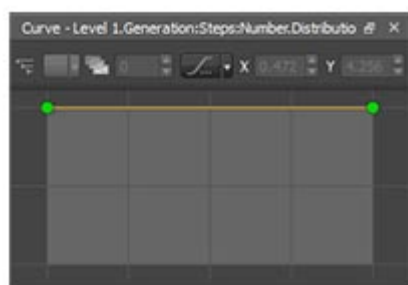 Curve - Level 1.Generation:Steps:Number.Distributio
0 X 0.472 Y 4.256